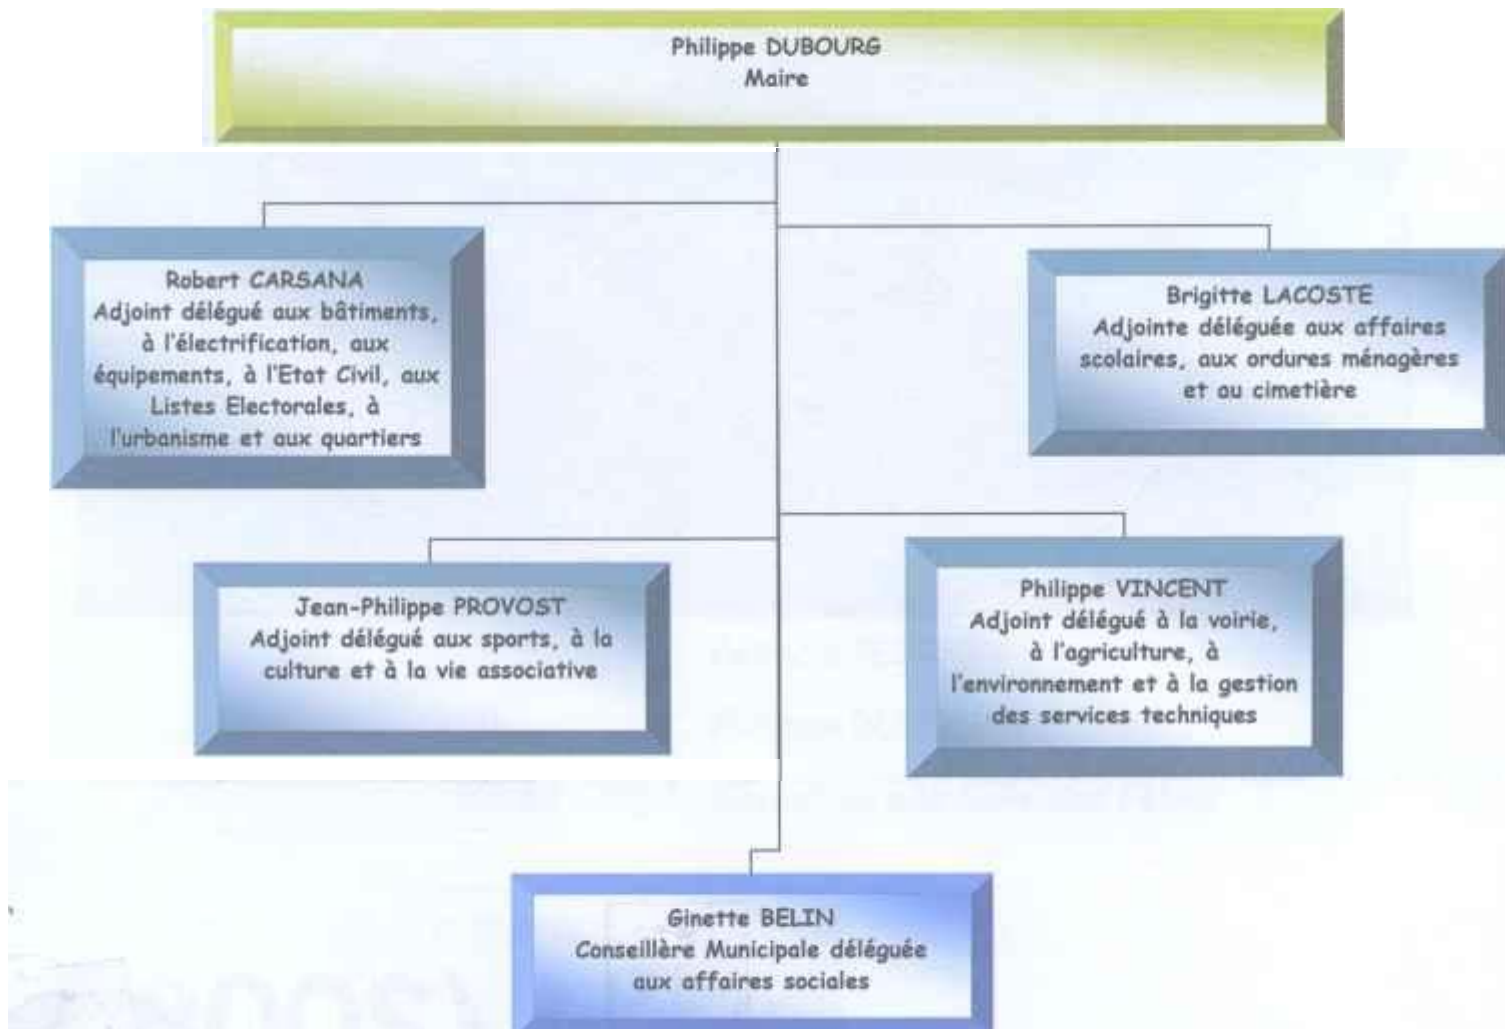 Philippe DUBOURG
Maire
Robert CARSANA
Adjoint délégué aux bâtiments,
à l'électrification, aux
équipements, à l'Etat Civil, aux
Listes Electorales, à
l'urbanisme et aux quartiers
Brigitte LACOSTE
Adjointe déléguée aux affaires
scolaires, aux ordures ménagères
et au cimetière
Jean-Philippe PROVOST
Adjoint délégué aux sports, à la
culture et à la vie associative
Philippe VINCENT
Adjoint délégué à la voirie,
à l'agriculture, à
l'environnement et à la gestion
des services techniques
Ginette BELIN
Conseillère Municipale déléguée
aux affaires sociales